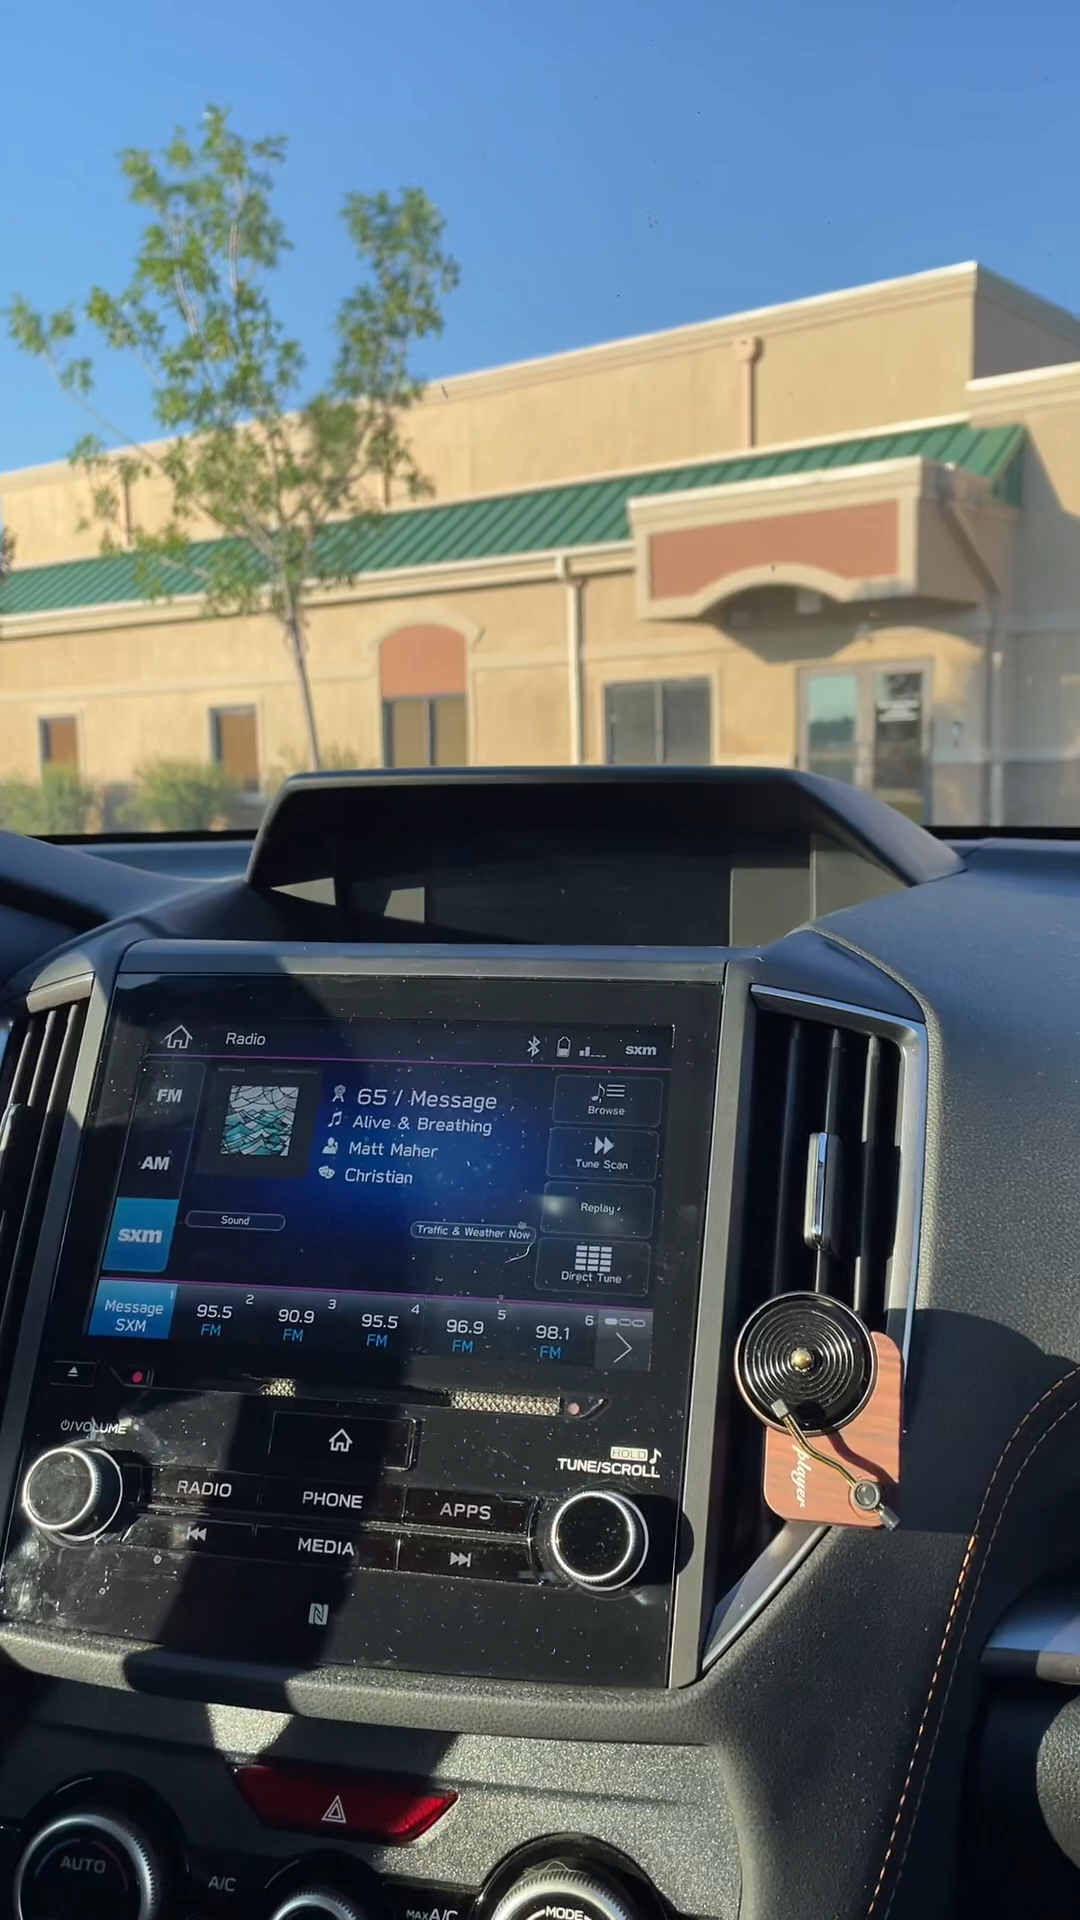 Radio
sxm
FM
65 / Message
Browse
Alive & Breathing
AM
Matt Maher
Tune Scan
Christian
sxm
Replay
Sound
Traffic & Weather Now
Direct Tune
1
Message
SXM
2
95.5
FM
3
90.9
FM
4
95.5
FM
5
96.9
FM
6
98.1
FM
VOLUME
HOLD
TUNE/SCROLL
RADIO
PHONE
APPS
MEDIA
N
player
AUTO
A/C
MAX A/C
MODE